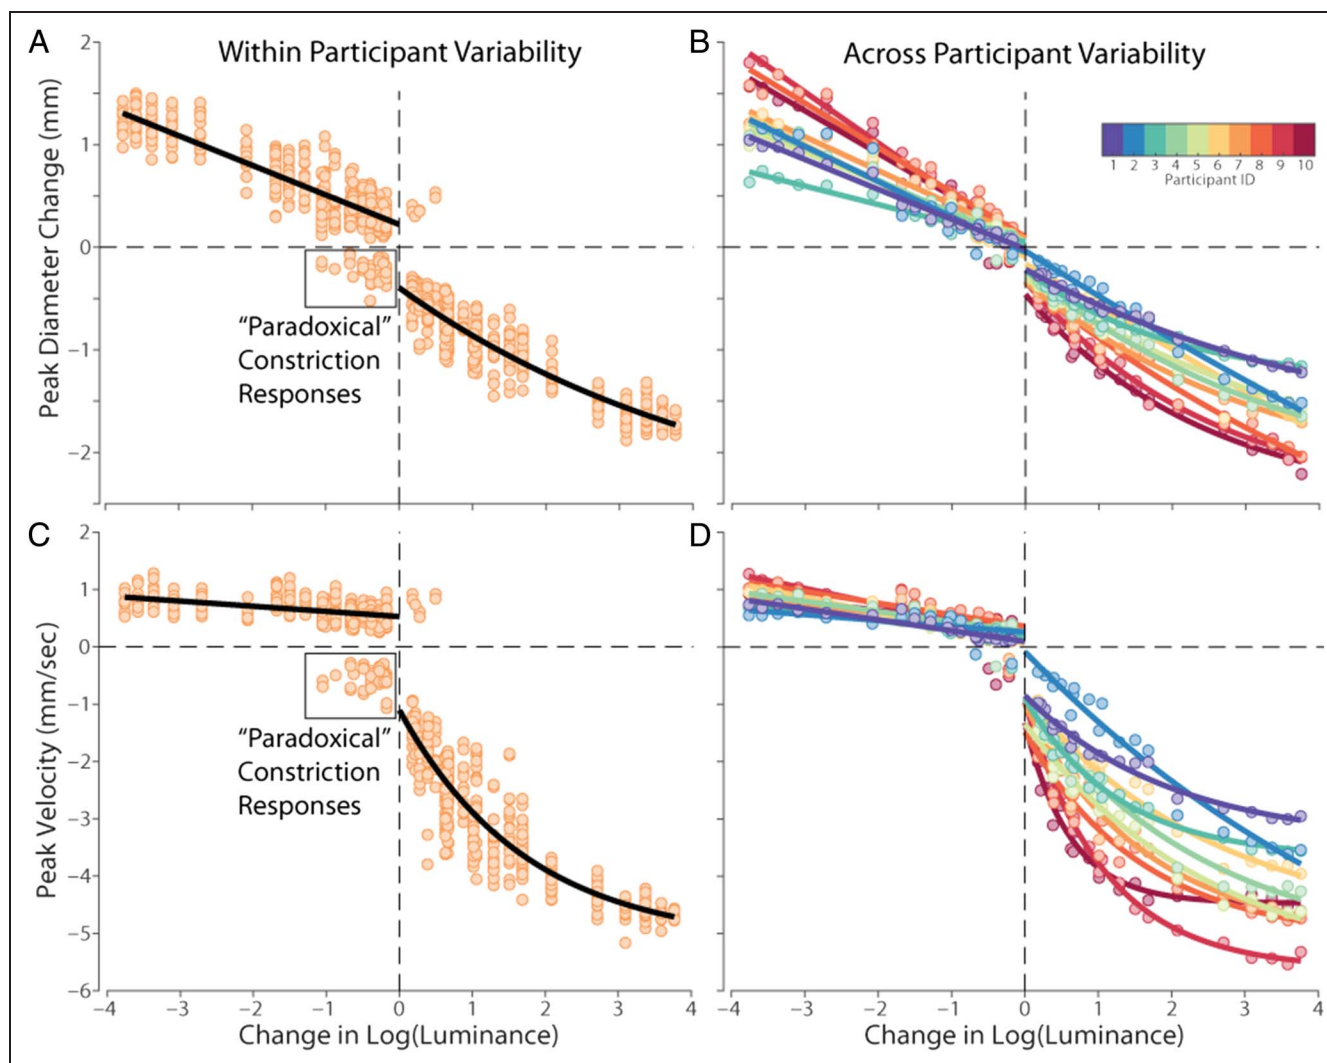 A
Within Participant Variability
B
Across Participant Variability
2
1
0
−1
−2
Peak Diameter Change (mm)
"Paradoxical"
Constriction
Responses
1 2 3 4 5 6 7 8 9 10
Participant ID
C
D
2
1
0
−1
−2
−3
−4
−5
−6
Peak Velocity (mm/sec)
"Paradoxical"
Constriction
Responses
−4 −3 −2 −1 0 1 2 3 4
Change in Log(Luminance)
−4 −3 −2 −1 0 1 2 3 4
Change in Log(Luminance)